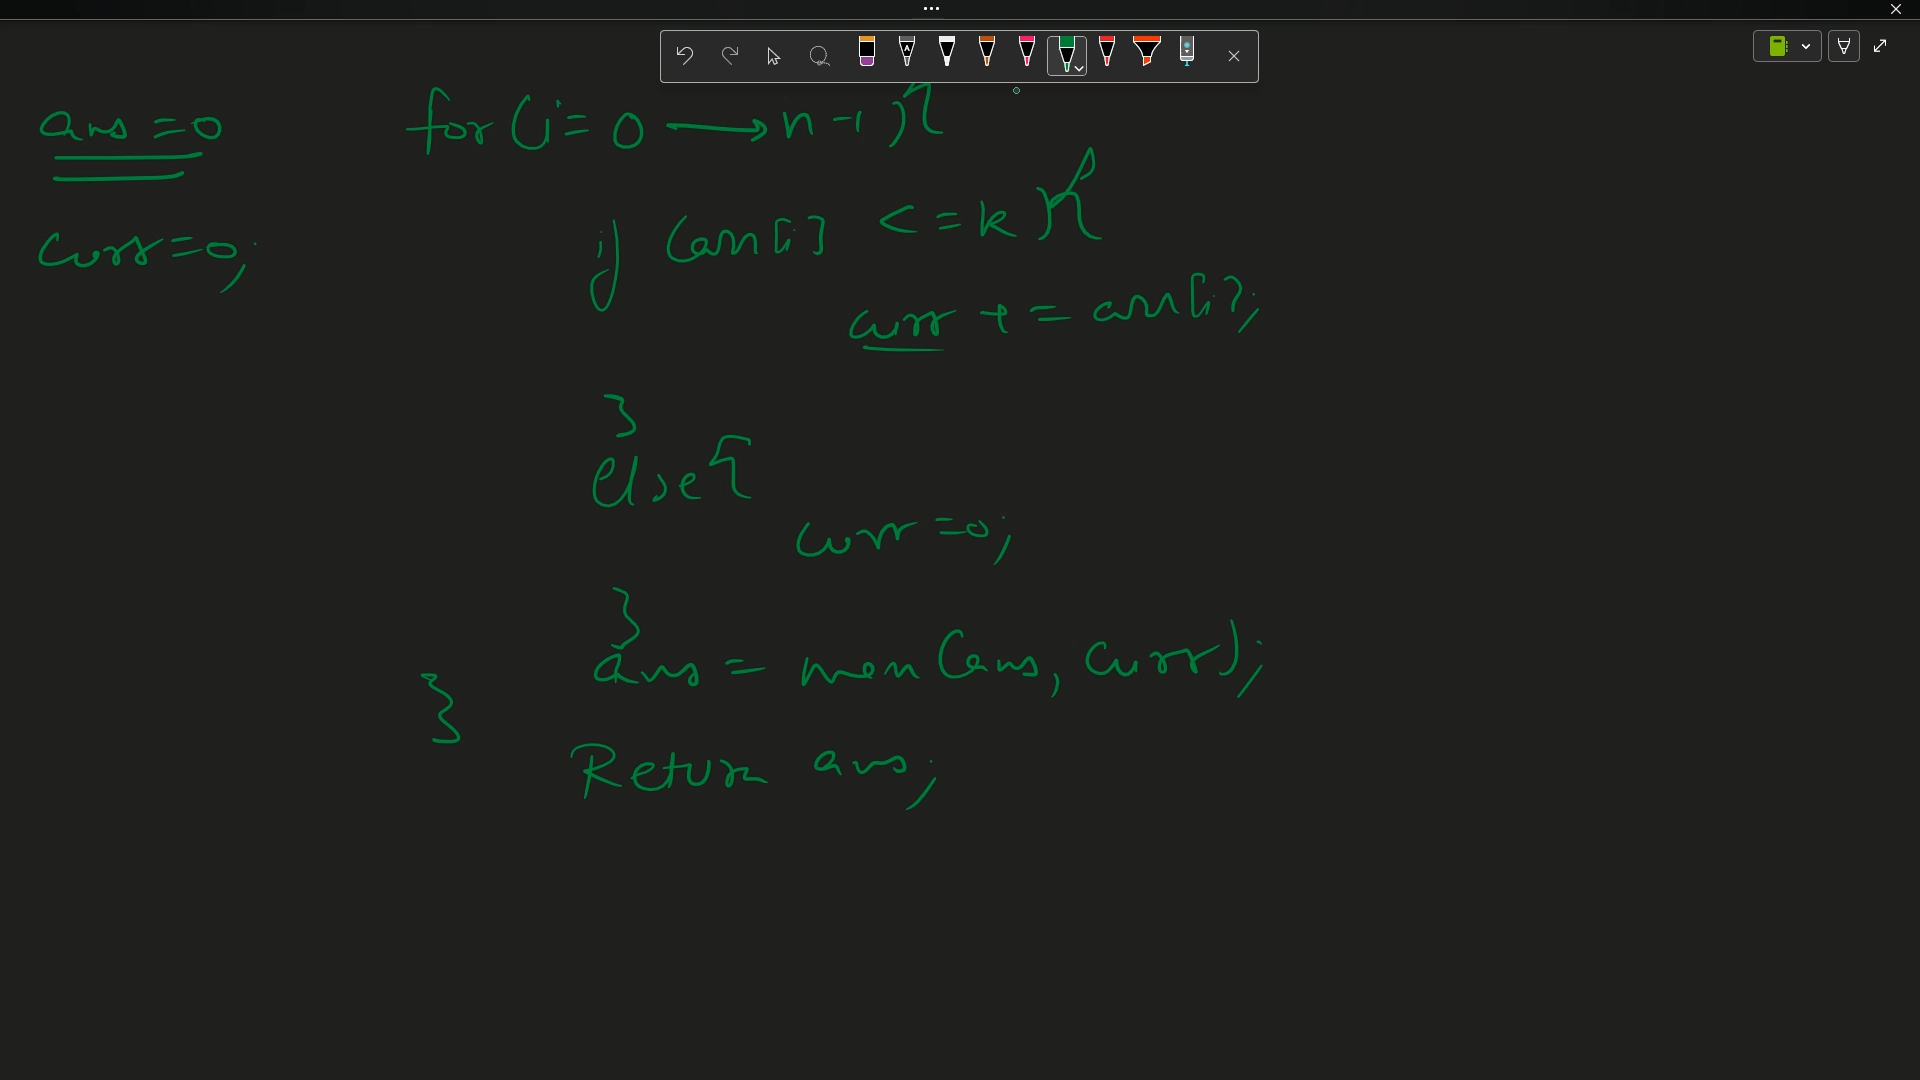 ans = 0
curr = 0;
for (i = 0 → n-1) {
if (arr[i] <= k) {
curr += arr[i];
}
else {
curr = 0;
}
ans = max(ans, curr);
}
Return ans;